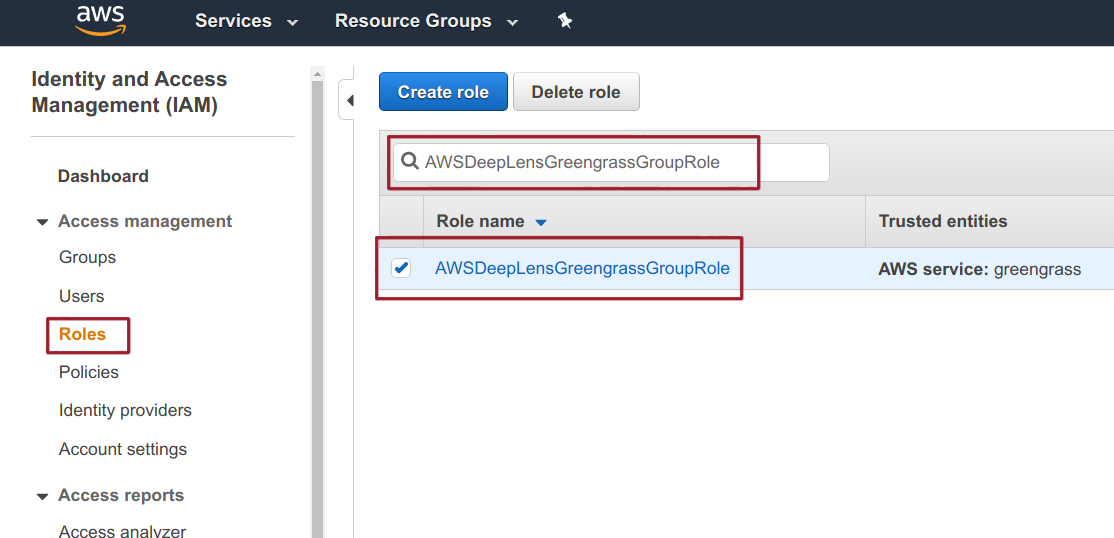 aws Services Resource Groups
Identity and Access
Management (IAM)
Dashboard
Access management
Groups
Users
Roles
Policies
Identity providers
Account settings
Access reports
Access analyzer
Create role Delete role
AWSDeepLensGreengrassGroupRole
Role name Trusted entities
AWSDeepLensGreengrassGroupRole AWS service: greengrass